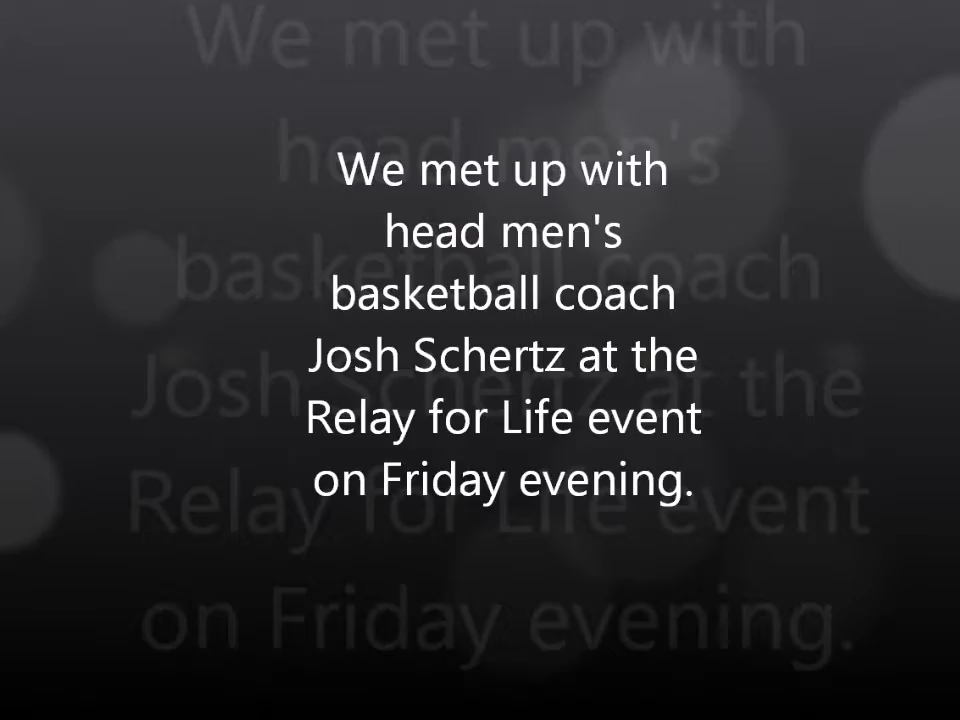 We met up with
head men's
basketball coach
Josh Schertz at the
Relay for Life event
on Friday evening.